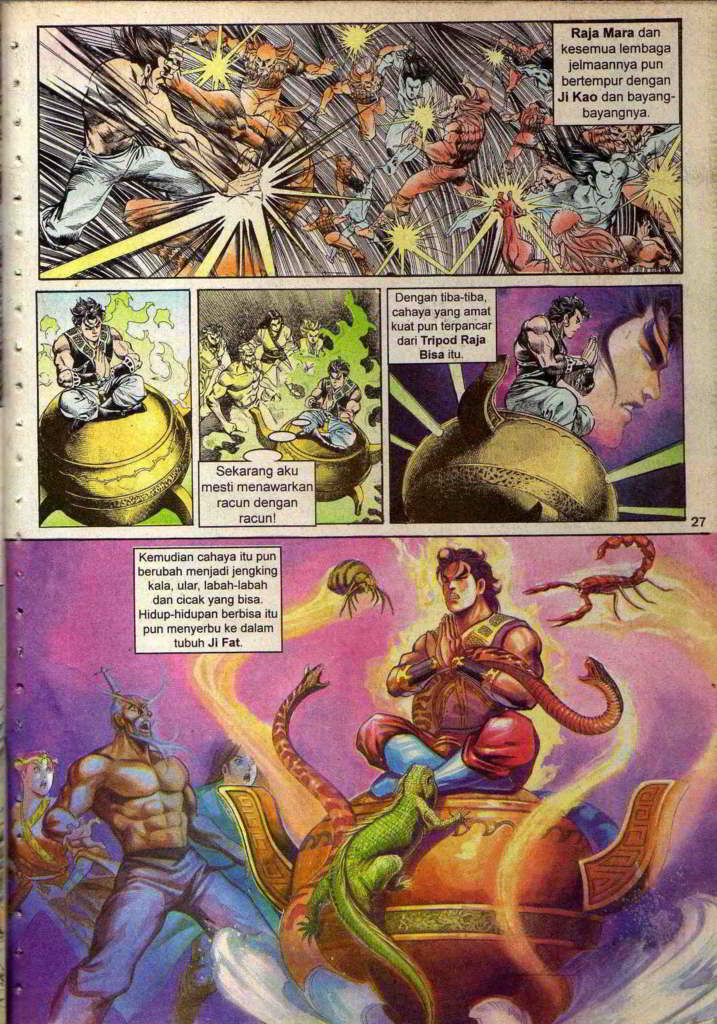 Raja Mara dan
kesemua lembaga
jelmaannya pun
bertempur dengan
Ji Kao dan bayang-
bayangnya.
Sekarang aku
mesti menawarkan
racun dengan
racun!
Dengan tiba-tiba,
cahaya yang amat
kuat pun terpancar
dari Tripod Raja
Bisa itu.
27
Kemudian cahaya itu pun
berubah menjadi jengking
kala, ular, labah-labah
dan cicak yang bisa.
Hidup-hidupan berbisa itu
pun menyerbu ke dalam
tubuh Ji Fat.